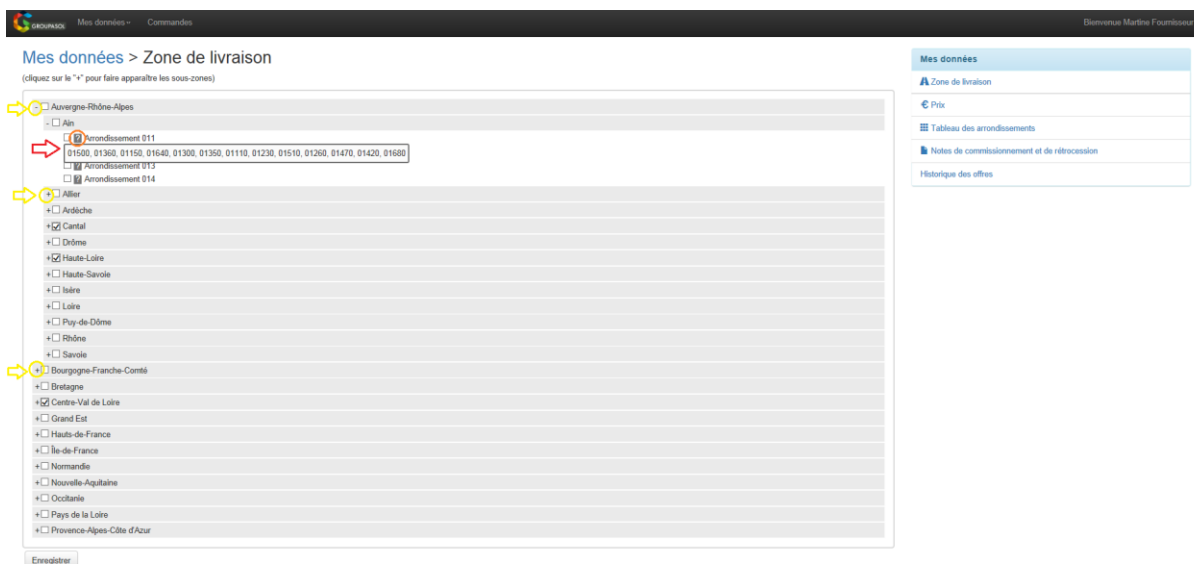 GROUPASOL Mes données Commandes Bienvenue Martine Fournisseur
Mes données > Zone de livraison
(cliquez sur le "+" pour faire apparaître les sous-zones)
- Auvergne-Rhône-Alpes
- Ain
? Arrondissement 011
01500, 01360, 01150, 01640, 01300, 01350, 01110, 01230, 01510, 01260, 01470, 01420, 01680
? Arrondissement 013
? Arrondissement 014
+ Allier
+ Ardèche
+ Cantal
+ Drôme
+ Haute-Loire
+ Haute-Savoie
+ Isère
+ Loire
+ Puy-de-Dôme
+ Rhône
+ Savoie
+ Bourgogne-Franche-Comté
+ Bretagne
+ Centre-Val de Loire
+ Grand Est
+ Hauts-de-France
+ Île-de-France
+ Normandie
+ Nouvelle-Aquitaine
+ Occitanie
+ Pays de la Loire
+ Provence-Alpes-Côte d'Azur
Enregistrer
Mes données
Zone de livraison
€ Prix
Tableau des arrondissements
Notes de commissionnement et de rétrocession
Historique des offres